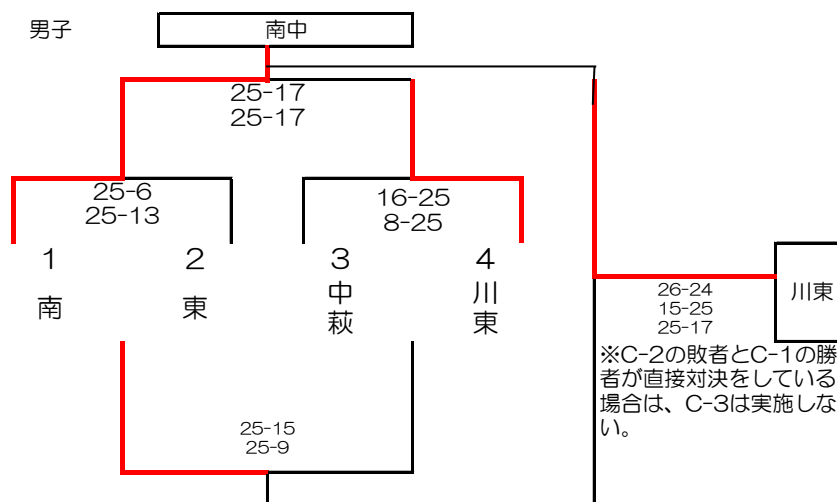 男子
南中
25-17
25-17
25-6
25-13
16-25
8-25
1
南
2
東
3
中萩
4
川東
26-24
15-25
25-17
川東
※C-2の敗者とC-1の勝
者が直接対決をしている
場合は、C-3は実施しな
い。
25-15
25-9